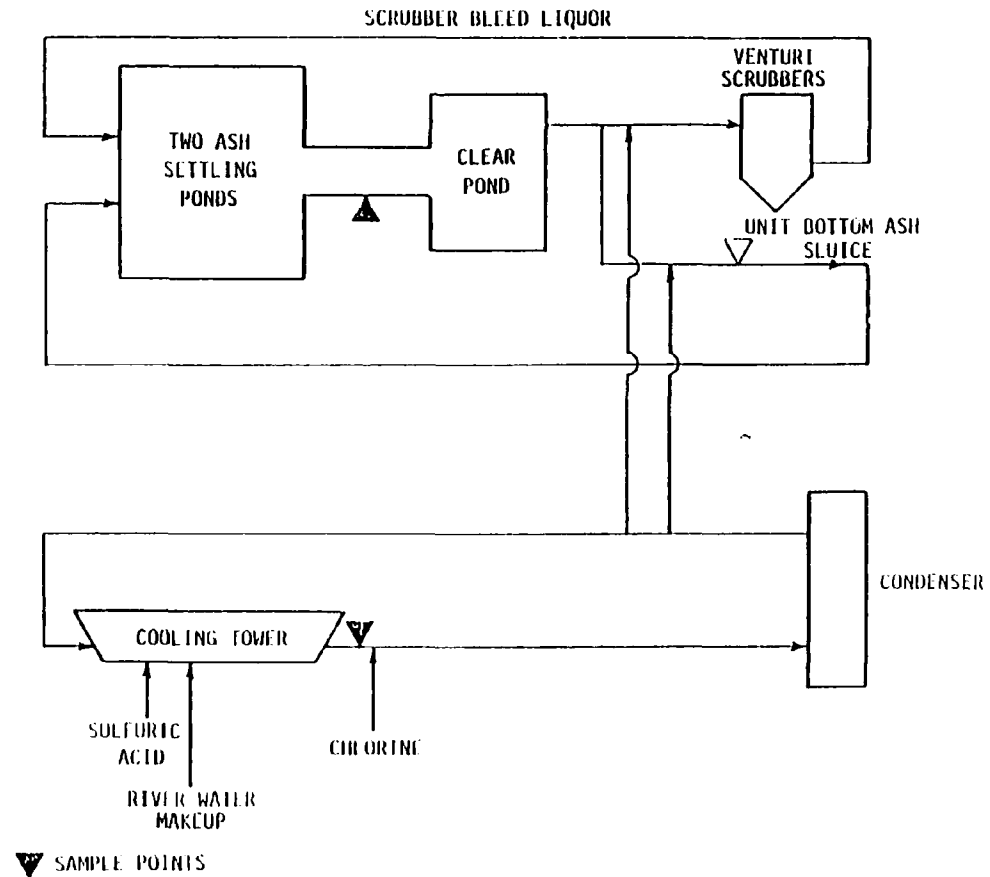 SCRUBBER BLEED LIQUOR
VENTURI
SCRUBBERS
TWO ASH
SETTLING
PONDS
CLEAR
POND
UNIT BOTTOM ASH
SLUICE
CONDENSER
COOLING TOWER
SULFURIC
ACID
CHLORINE
RIVER WATER
MAKEUP
SAMPLE POINTS